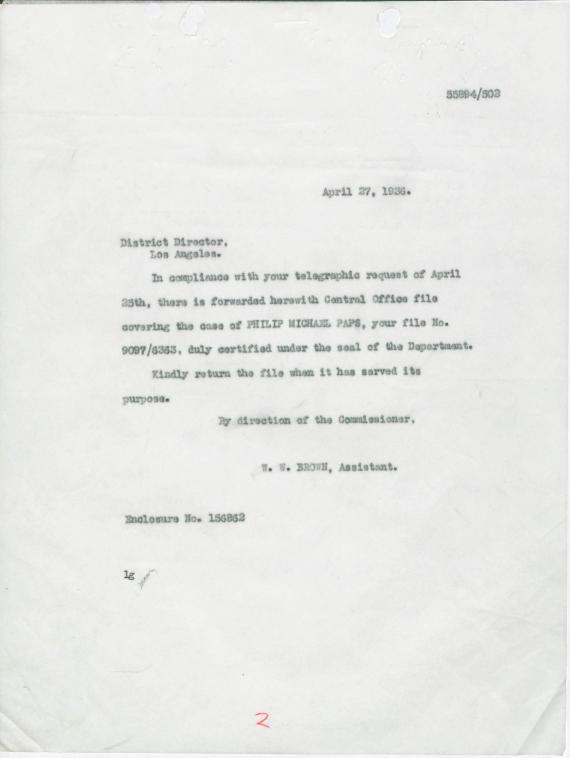 55894/502
April 27, 1936.
District Director,
Los Angeles.
In compliance with your telegraphic request of April
25th, there is forwarded herewith Central Office file
covering the case of PHILIP MICHAEL PAPS, your file No.
9097/6363, duly certified under the seal of the Department.
Kindly return the file when it has served its
purpose.
By direction of the Commissioner,
W. W. BROWN, Assistant.
Enclosure No. 156862
lg
2